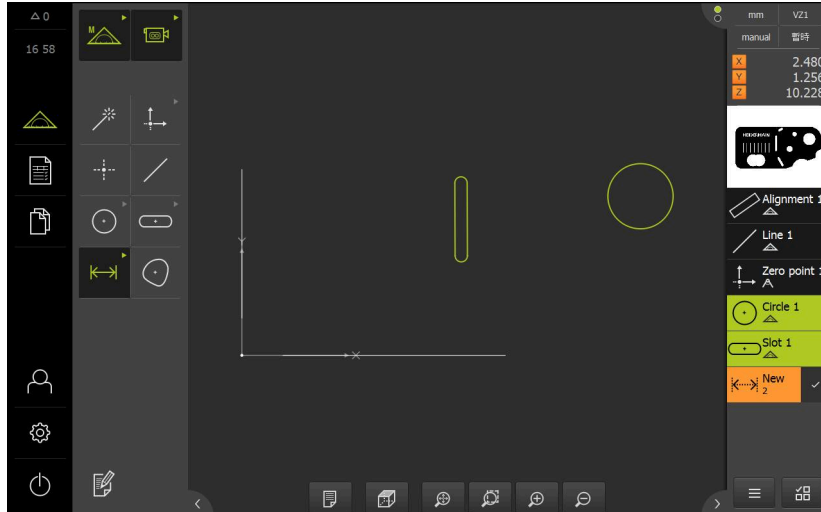 △ 0
16 58
M
mm VZ1
manual 暫時
X 2.480
Y 1.256
Z 10.228
HEIDENHAIN
Alignment 1
Line 1
Zero point 1
Circle 1
Slot 1
New
2
Y
X